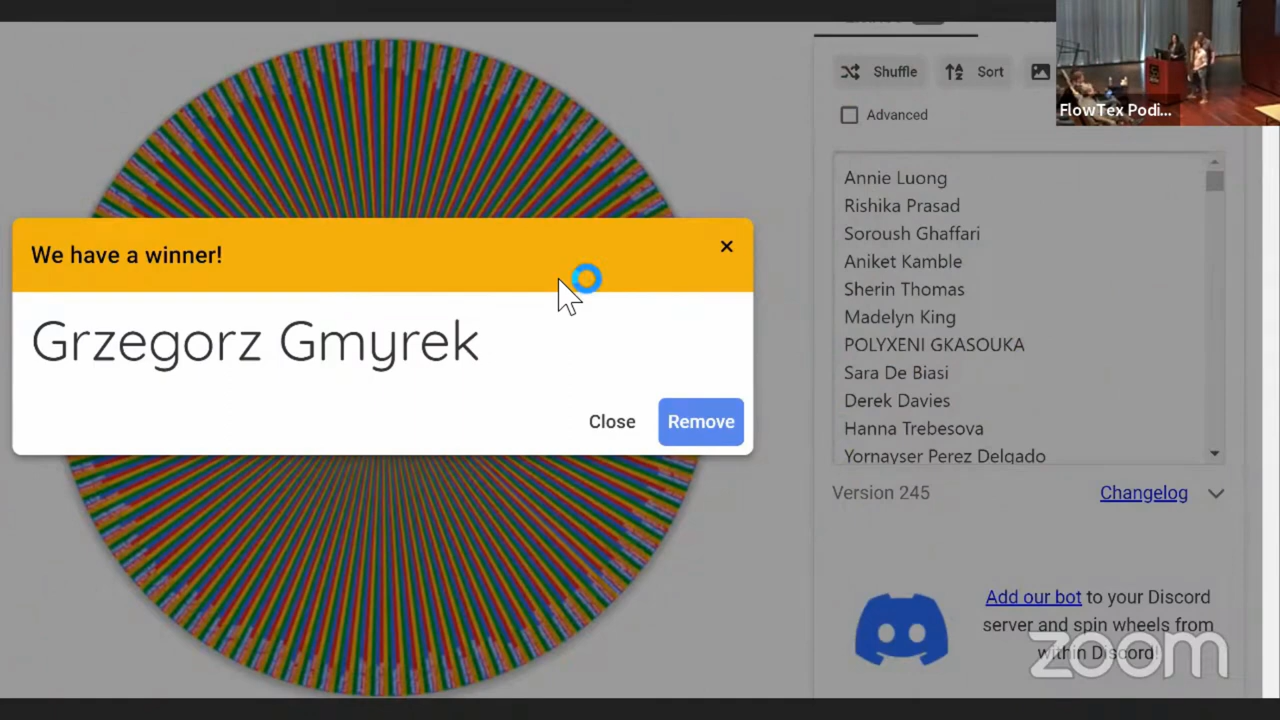 Shuffle
Sort
Advanced
FlowTex Podi...
Annie Luong
Rishika Prasad
Soroush Ghaffari
Aniket Kamble
Sherin Thomas
Madelyn King
POLYXENI GKASOUKA
Sara De Biasi
Derek Davies
Hanna Trebesova
Yornayser Perez Delgado
We have a winner!
Grzegorz Gmyrek
Close
Remove
Version 245
Changelog
Add our bot to your Discord
server and spin wheels from
within Discord!
zoom